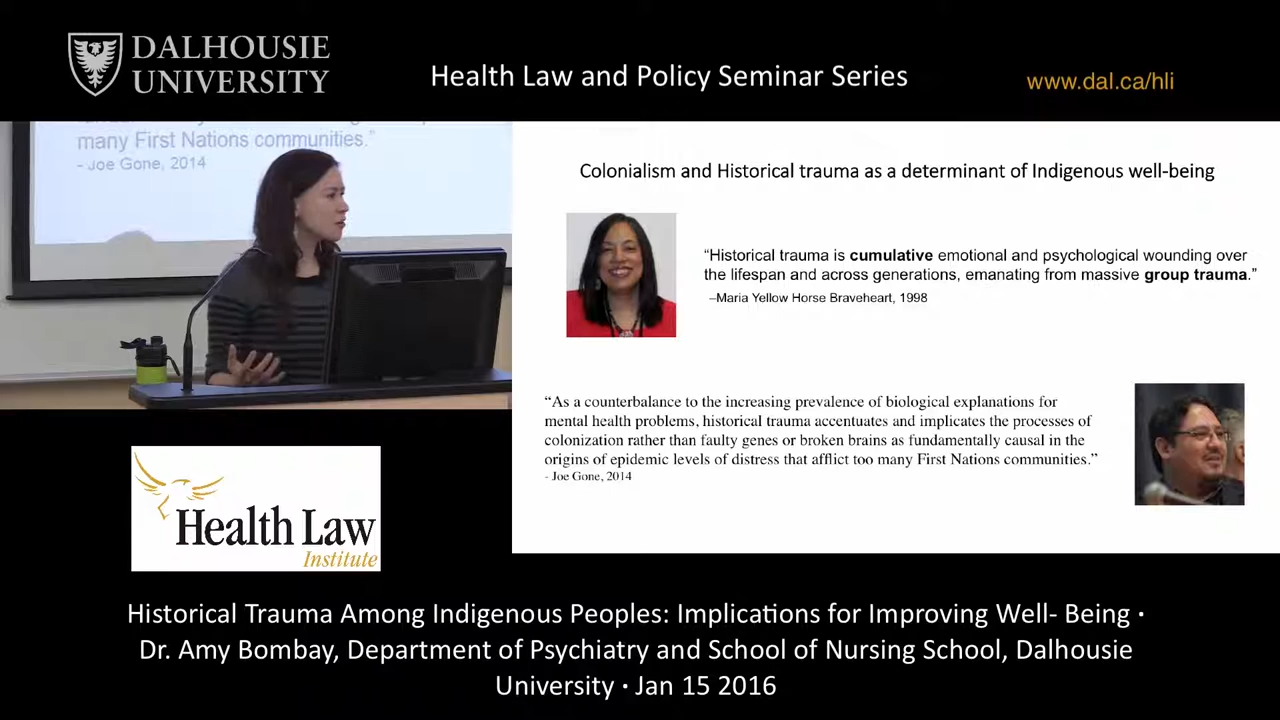 DALHOUSIE
UNIVERSITY
Health Law and Policy Seminar Series
www.dal.ca/hli
many First Nations communities.”
- Joe Gone, 2014
Colonialism and Historical trauma as a determinant of Indigenous well-being
“Historical trauma is cumulative emotional and psychological wounding over
the lifespan and across generations, emanating from massive group trauma.”
–Maria Yellow Horse Braveheart, 1998
“As a counterbalance to the increasing prevalence of biological explanations for
mental health problems, historical trauma accentuates and implicates the processes of
colonization rather than faulty genes or broken brains as fundamentally causal in the
origins of epidemic levels of distress that afflict too many First Nations communities.”
- Joe Gone, 2014
Health Law
Institute
Historical Trauma Among Indigenous Peoples: Implications for Improving Well- Being ·
Dr. Amy Bombay, Department of Psychiatry and School of Nursing School, Dalhousie
University · Jan 15 2016